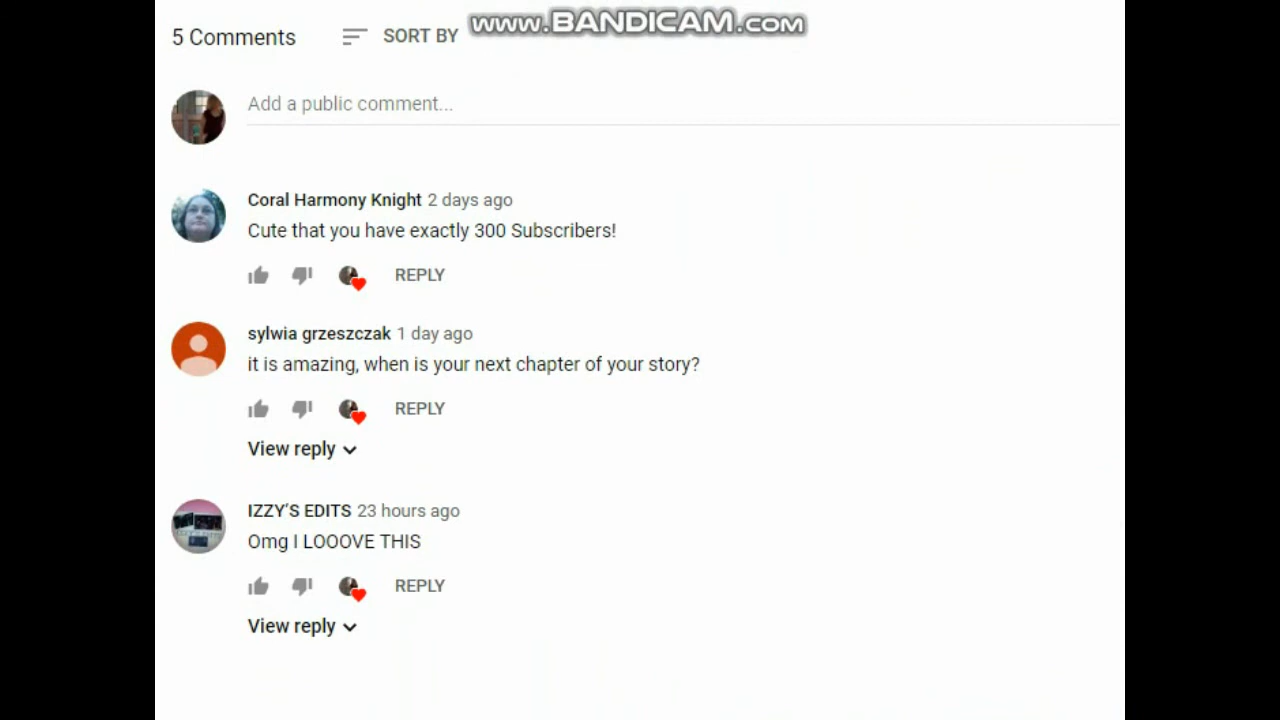 www.BANDICAM.com
5 Comments
SORT BY
Add a public comment...
Coral Harmony Knight 2 days ago
Cute that you have exactly 300 Subscribers!
REPLY
sylwia grzeszczak 1 day ago
it is amazing, when is your next chapter of your story?
REPLY
View reply
IZZY'S EDITS 23 hours ago
Omg I LOOOVE THIS
REPLY
View reply